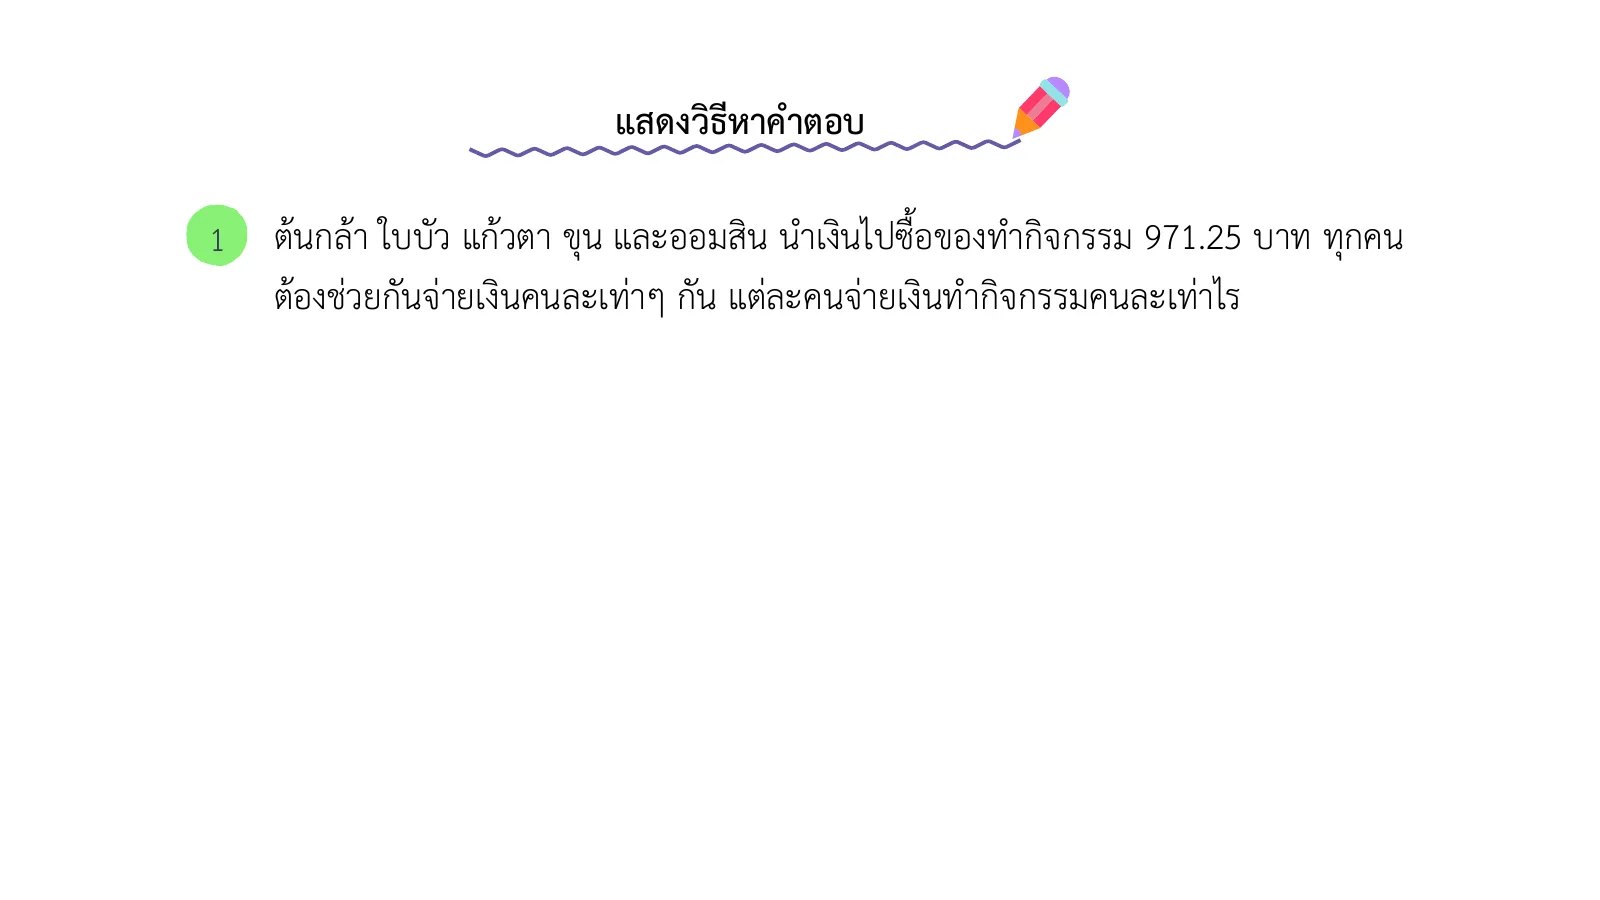 แสดงวิธีหาคำตอบ
1 ต้นกล้า ใบบัว แก้วตา ขุน และออมสิน นำเงินไปซื้อของทำกิจกรรม 971.25 บาท ทุกคน
ต้องช่วยกันจ่ายเงินคนละเท่าๆ กัน แต่ละคนจ่ายเงินทำกิจกรรมคนละเท่าไร